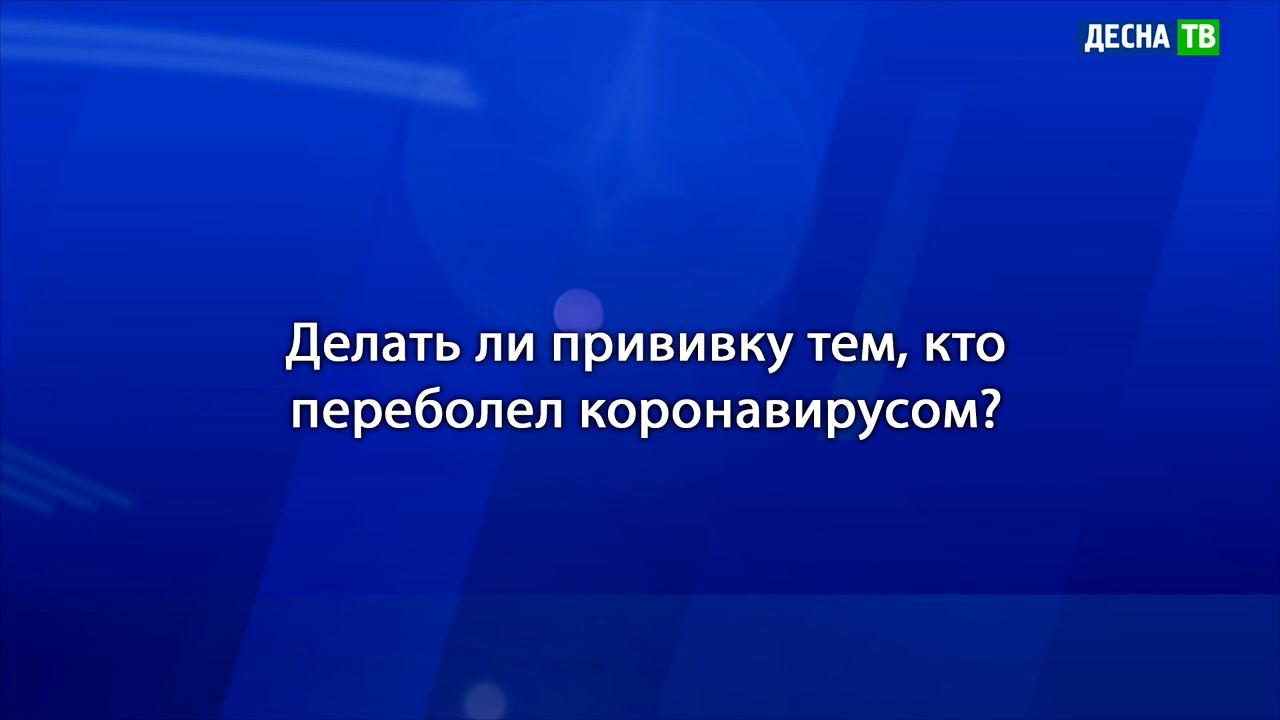 ДЕСНА ТВ
Делать ли прививку тем, кто
переболел коронавирусом?